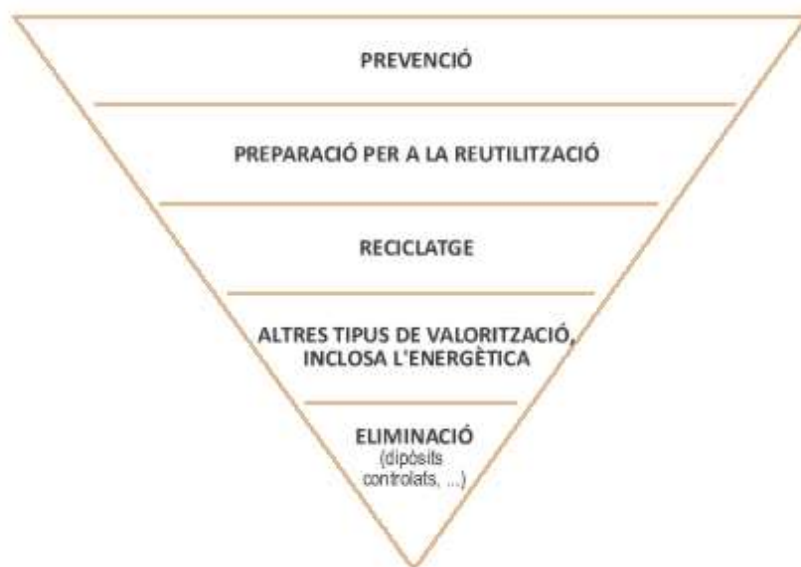 PREVENCIÓ
PREPARACIÓ PER A LA REUTILITZACIÓ
RECICLATGE
ALTRES TIPUS DE VALORITZACIÓ,
INCLOSA L'ENERGÈTICA
ELIMINACIÓ
(dipòsits
controlats, ...)